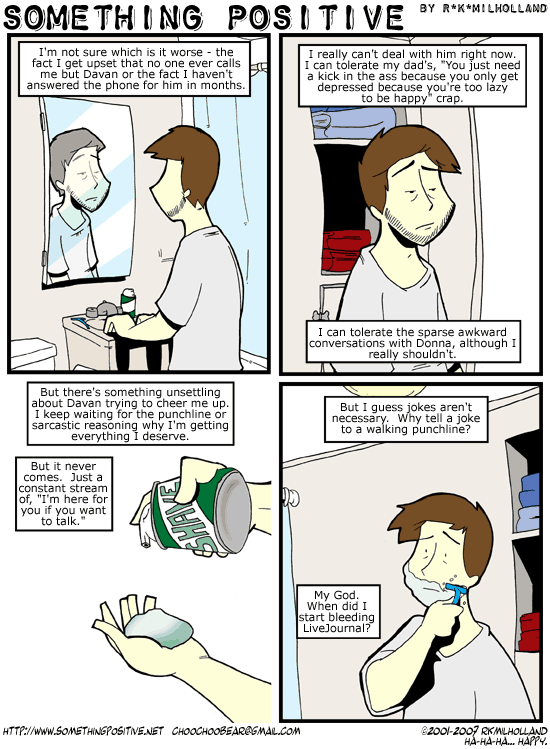 SOMETHING POSITIVE BY R*K*MILHOLLAND
I'm not sure which is it worse - the
fact I get upset that no one ever calls
me but Davan or the fact I haven't
answered the phone for him in months.
I really can't deal with him right now.
I can tolerate my dad's, "You just need
a kick in the ass because you only get
depressed because you're too lazy
to be happy" crap.
I can tolerate the sparse awkward
conversations with Donna, although I
really shouldn't.
But there's something unsettling
about Davan trying to cheer me up.
I keep waiting for the punchline or
sarcastic reasoning why I'm getting
everything I deserve.
But it never
comes. Just a
constant stream
of, "I'm here for
you if you want
to talk."
SHAVE
But I guess jokes aren't
necessary. Why tell a joke
to a walking punchline?
My God.
When did I
start bleeding
LiveJournal?
HTTP://WWW.SOMETHINGPOSITIVE.NET CHOOCHOOBEAR@GMAIL.COM
©2001-2007 RKMILHOLLAND
HA-HA-HA... HAPPY.